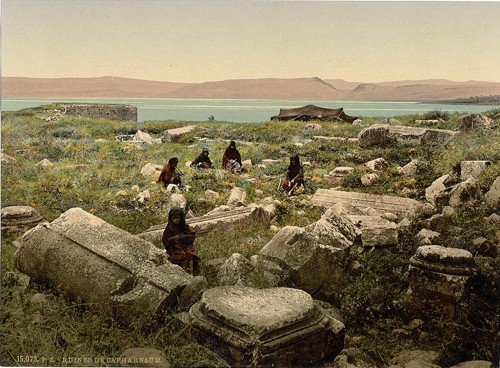 15,073. P. Z. - RUINES DE CAPHARNAUM